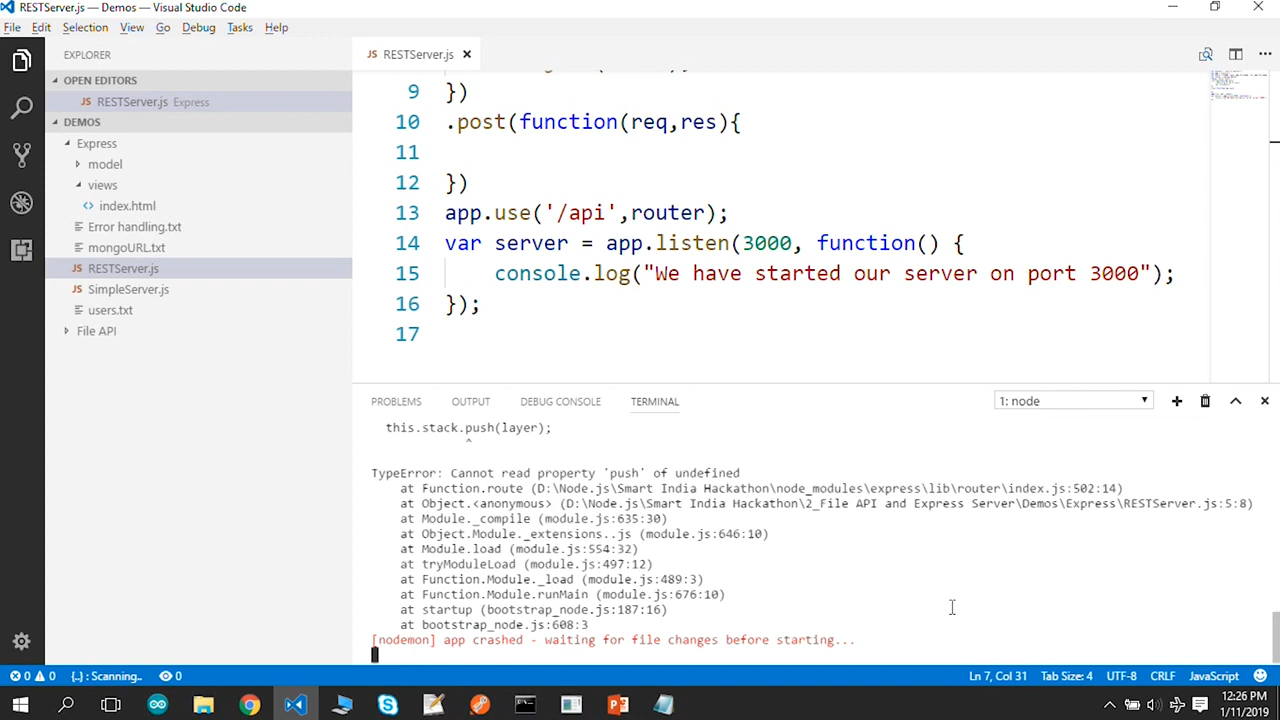 RESTServer.js — Demos — Visual Studio Code
File Edit Selection View Go Debug Tasks Help
EXPLORER
OPEN EDITORS
JS RESTServer.js Express
DEMOS
Express
model
views
<> index.html
Error handling.txt
mongoURL.txt
JS RESTServer.js
JS SimpleServer.js
users.txt
File API
JS RESTServer.js
9 })
10 .post(function(req,res){
11
12 })
13 app.use('/api',router);
14 var server = app.listen(3000, function() {
15 console.log("We have started our server on port 3000");
16 });
17
PROBLEMS OUTPUT DEBUG CONSOLE TERMINAL 1: node
this.stack.push(layer);
^
TypeError: Cannot read property 'push' of undefined
at Function.route (D:\Node.js\Smart India Hackathon\node_modules\express\lib\router\index.js:502:14)
at Object.<anonymous> (D:\Node.js\Smart India Hackathon\2_File API and Express Server\Demos\Express\RESTServer.js:5:8)
at Module._compile (module.js:635:30)
at Object.Module._extensions..js (module.js:646:10)
at Module.load (module.js:554:32)
at tryModuleLoad (module.js:497:12)
at Function.Module._load (module.js:489:3)
at Function.Module.runMain (module.js:676:10)
at startup (bootstrap_node.js:187:16)
at bootstrap_node.js:608:3
[nodemon] app crashed - waiting for file changes before starting...
0 0 {..} : Scanning.. 0 Ln 7, Col 31 Tab Size: 4 UTF-8 CRLF JavaScript
12:26 PM
1/11/2019